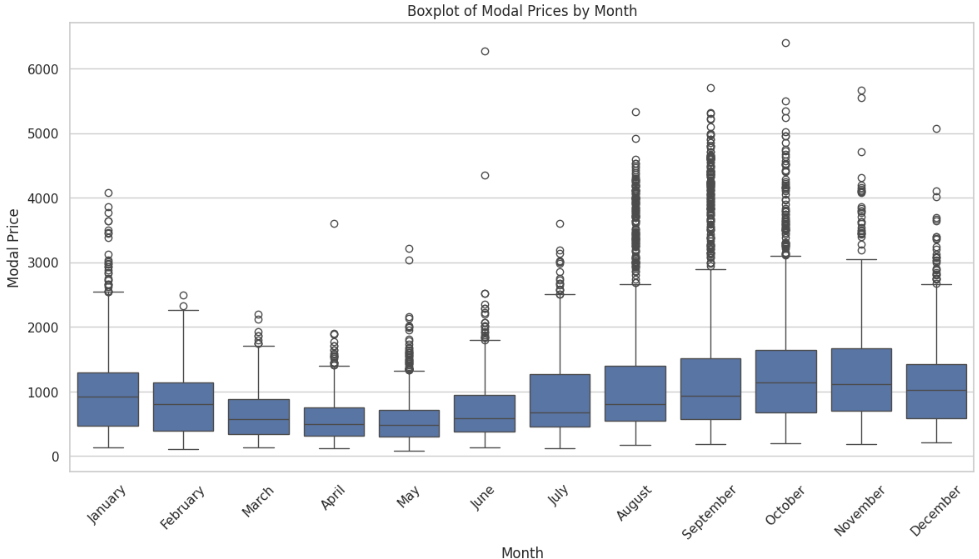 Boxplot of Modal Prices by Month
Modal Price
6000
5000
4000
3000
2000
1000
0
January
February
March
April
May
June
July
August
September
October
November
December
Month